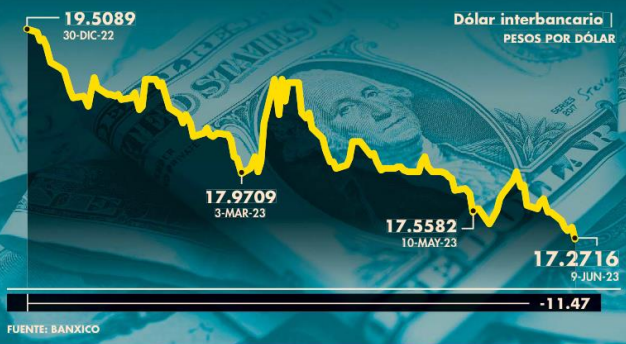 19.5089
30-DIC-22
Dólar interbancario |
PESOS POR DÓLAR
17.9709
3-MAR-23
17.5582
10-MAY-23
17.2716
9-JUN-23
-11.47
FUENTE: BANXICO